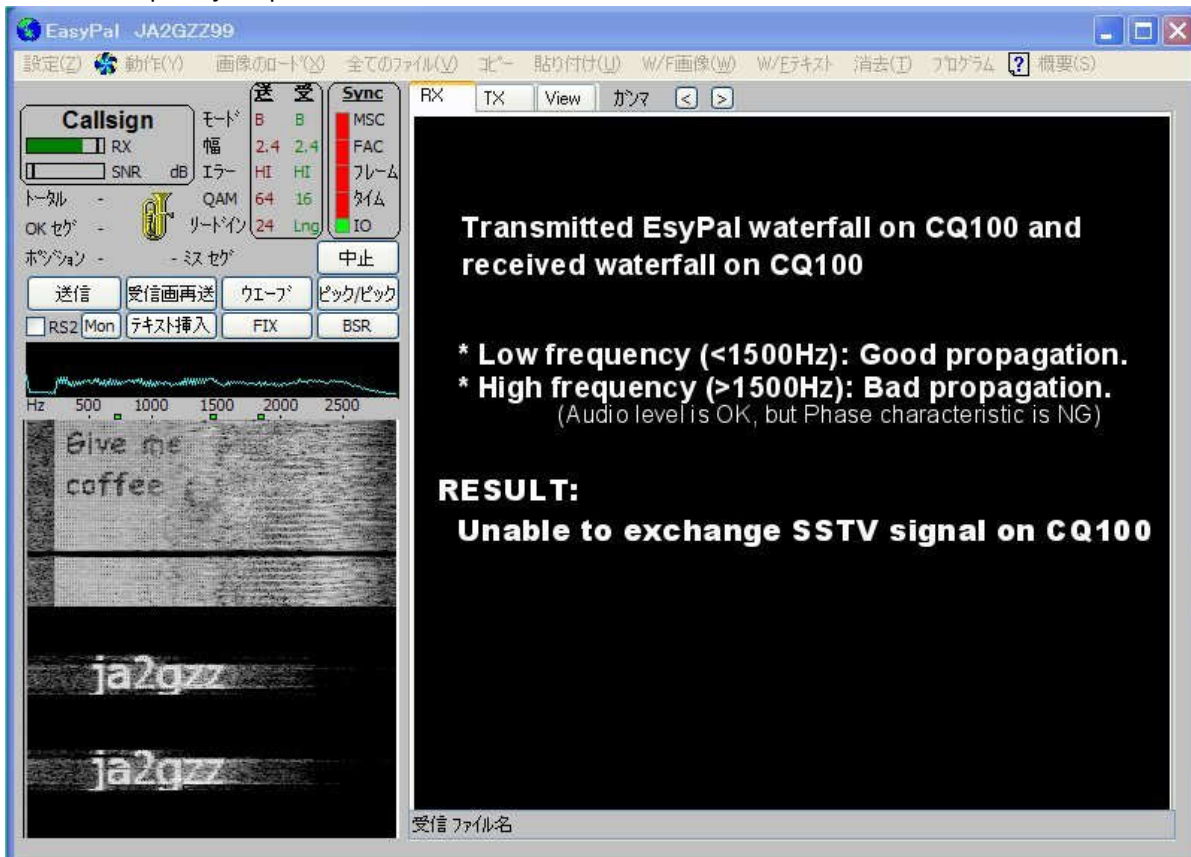 EasyPal JA2GZZ99
設定(Z) 動作(Y) 画像のロード(X) 全てのファイル(V) コピー 貼り付け(U) W/F画像(W) W/Fテキスト 消去(T) プログラム ? 概要(S)
Callsign
RX
SNR dB
送 受
モード B B
幅 2.4 2.4
エラー HI HI
QAM 64 16
リードイン 24 Lng
Sync
MSC
FAC
フレーム
タイム
IO
トータル -
OK セグ -
ポジション - - ミス セグ
中止
送信 受信画再送 ウエーブ ピック/ピック
RS2 Mon テキスト挿入 FIX BSR
Hz 500 1000 1500 2000 2500
Give me
coffee
ja2gzz
ja2gzz
RX TX View ガンマ < >
Transmitted EsyPal waterfall on CQ100 and
received waterfall on CQ100
* Low frequency (<1500Hz): Good propagation.
* High frequency (>1500Hz): Bad propagation.
(Audio level is OK, but Phase characteristic is NG)
RESULT:
Unable to exchange SSTV signal on CQ100
受信 ファイル名